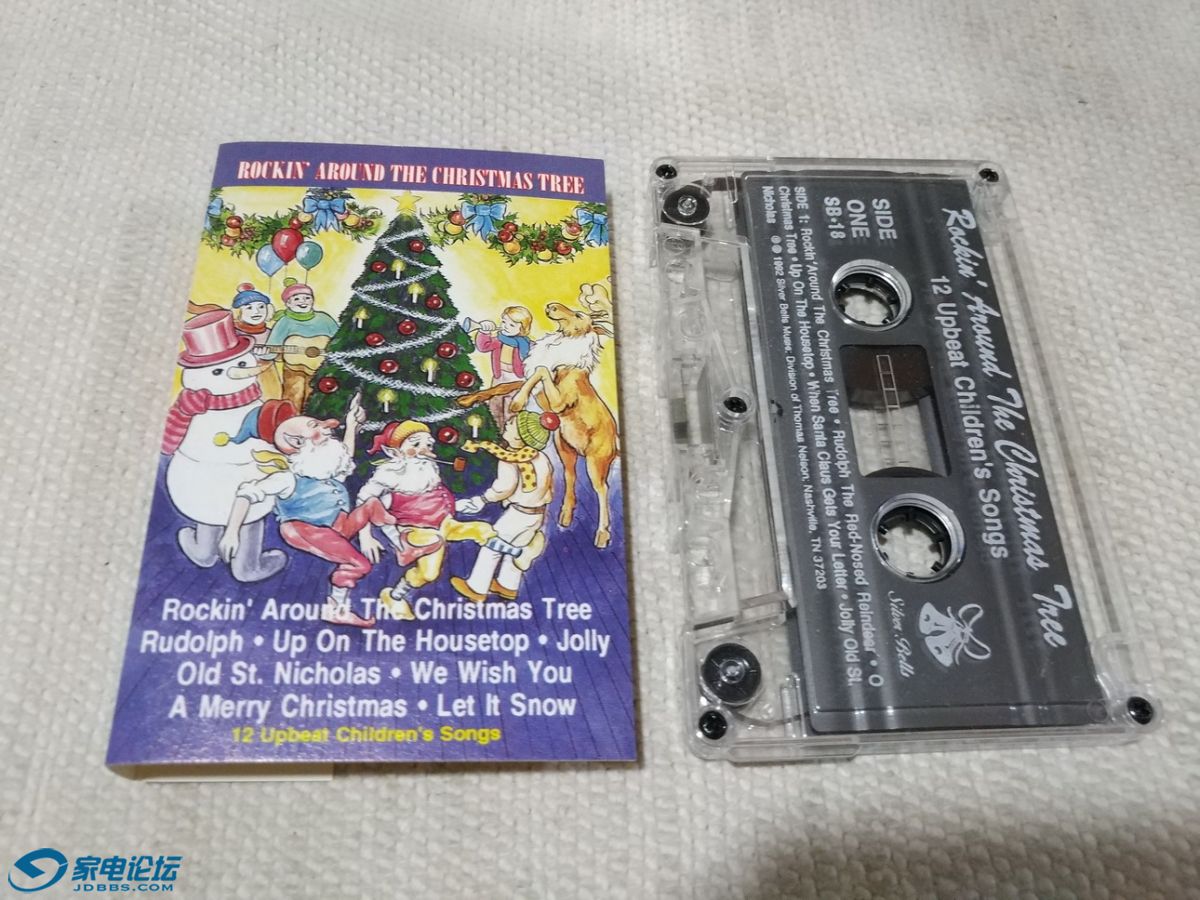 ROCKIN' AROUND THE CHRISTMAS TREE
Rockin' Around The Christmas Tree
Rudolph • Up On The Housetop • Jolly
Old St. Nicholas • We Wish You
A Merry Christmas • Let It Snow
12 Upbeat Children's Songs
Rockin' Around The Christmas Tree
12 Upbeat Children's Songs
SIDE
ONE
SB-18
Silver Bells
SIDE 1: Rockin' Around The Christmas Tree • Rudolph The Red-Nosed Reindeer • O
Christmas Tree • Up On The Housetop • When Santa Claus Gets Your Letter • Jolly Old St.
Nicholas ℗ © 1992 Silver Bells Music, Division of Thomas Nelson, Nashville, TN 37203
家电论坛
JDBBS.COM